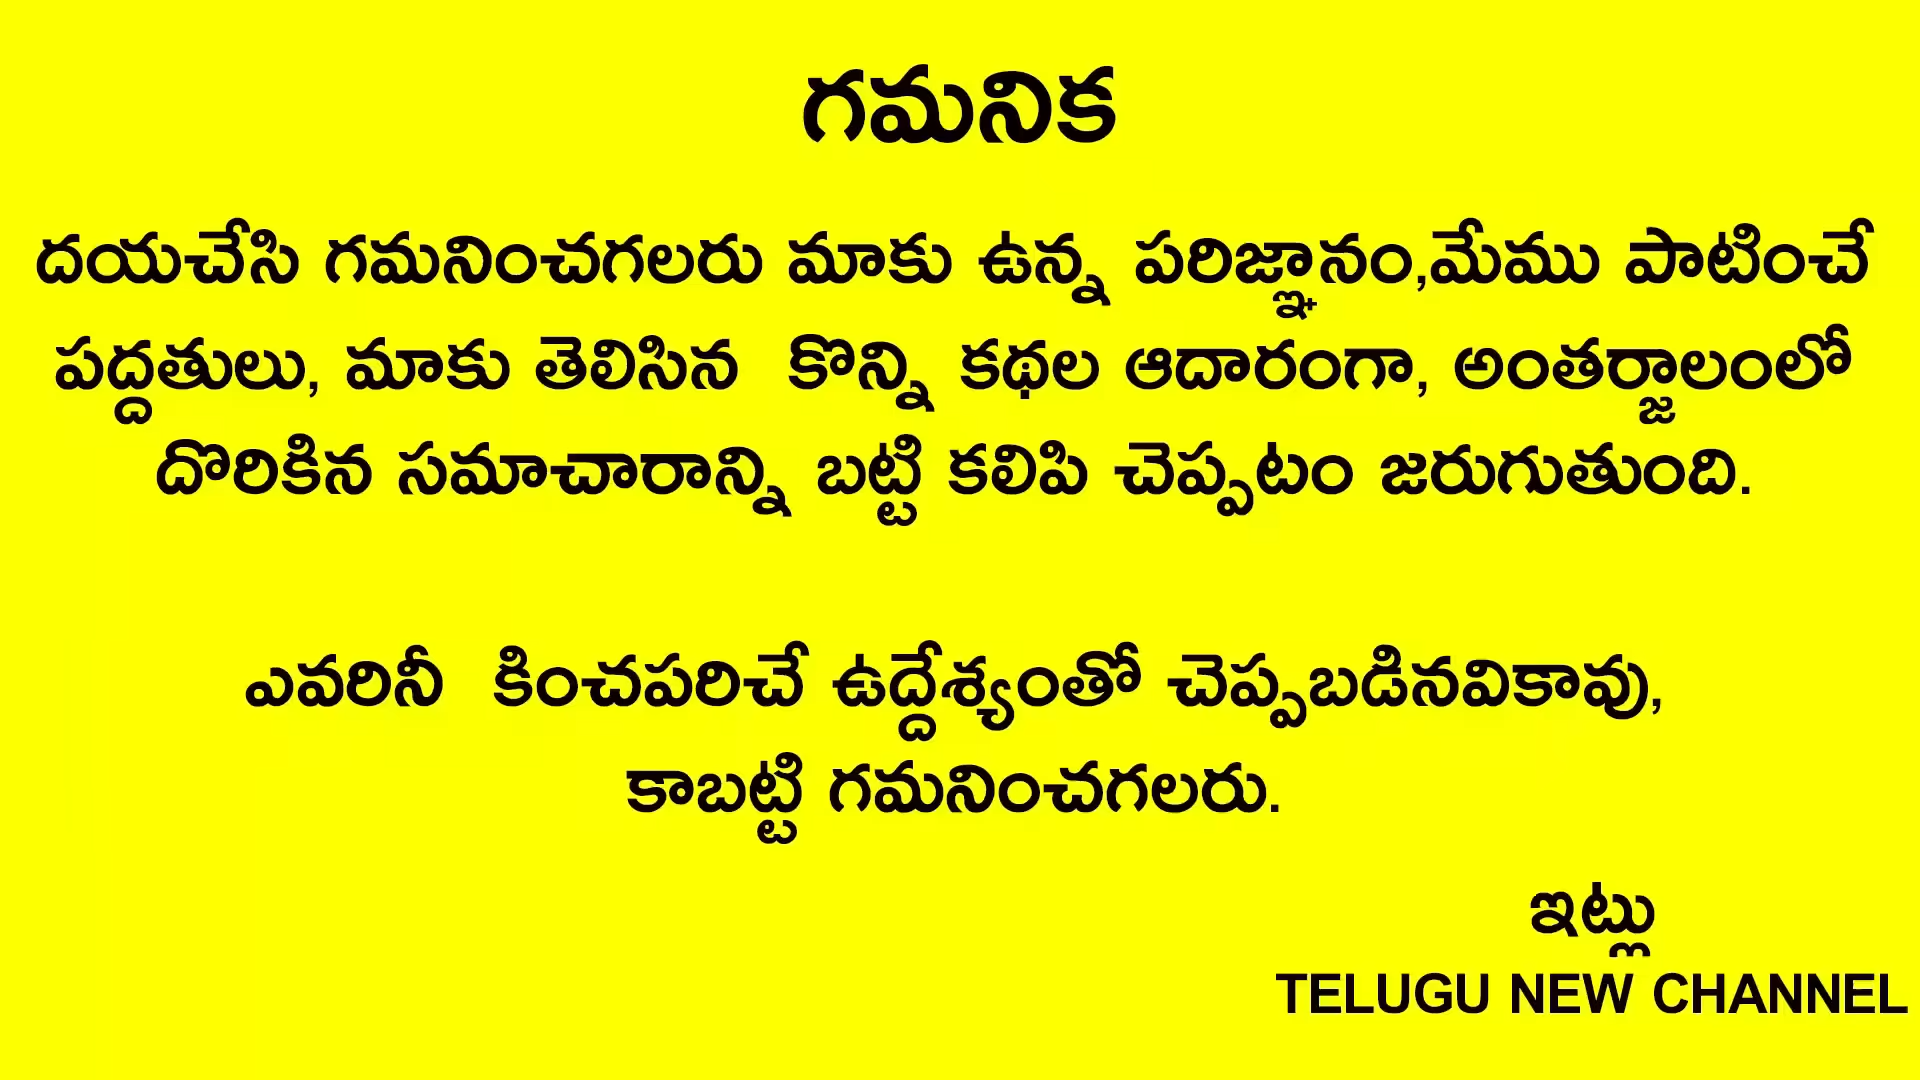 గమనిక
దయచేసి గమనించగలరు మాకు ఉన్న పరిజ్ఞానం,మేము పాటించే
పద్దతులు, మాకు తెలిసిన కొన్ని కథల ఆదారంగా, అంతర్జాలంలో
దొరికిన సమాచారాన్ని బట్టి కలిపి చెప్పటం జరుగుతుంది.
ఎవరినీ కించపరిచే ఉద్దేశ్యంతో చెప్పబడినవికావు,
కాబట్టి గమనించగలరు.
ఇట్లు
TELUGU NEW CHANNEL